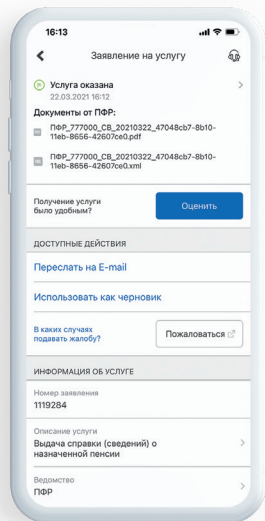 16:13
Заявление на услугу
Услуга оказана
22.03.2021 16:12
Документы от ПФР:
ПФР_777000_СВ_20210322_47048cb7-8b10-
11eb-8656-42607ce0.pdf
ПФР_777000_СВ_20210322_47048cb7-8b10-
11eb-8656-42607ce0.xml
Получение услуги
было удобным?
Оценить
ДОСТУПНЫЕ ДЕЙСТВИЯ
Переслать на E-mail
Использовать как черновик
В каких случаях
подавать жалобу?
Пожаловаться
ИНФОРМАЦИЯ ОБ УСЛУГЕ
Номер заявления
1119284
Описание услуги
Выдача справки (сведений) о
назначенной пенсии
Ведомство
ПФР